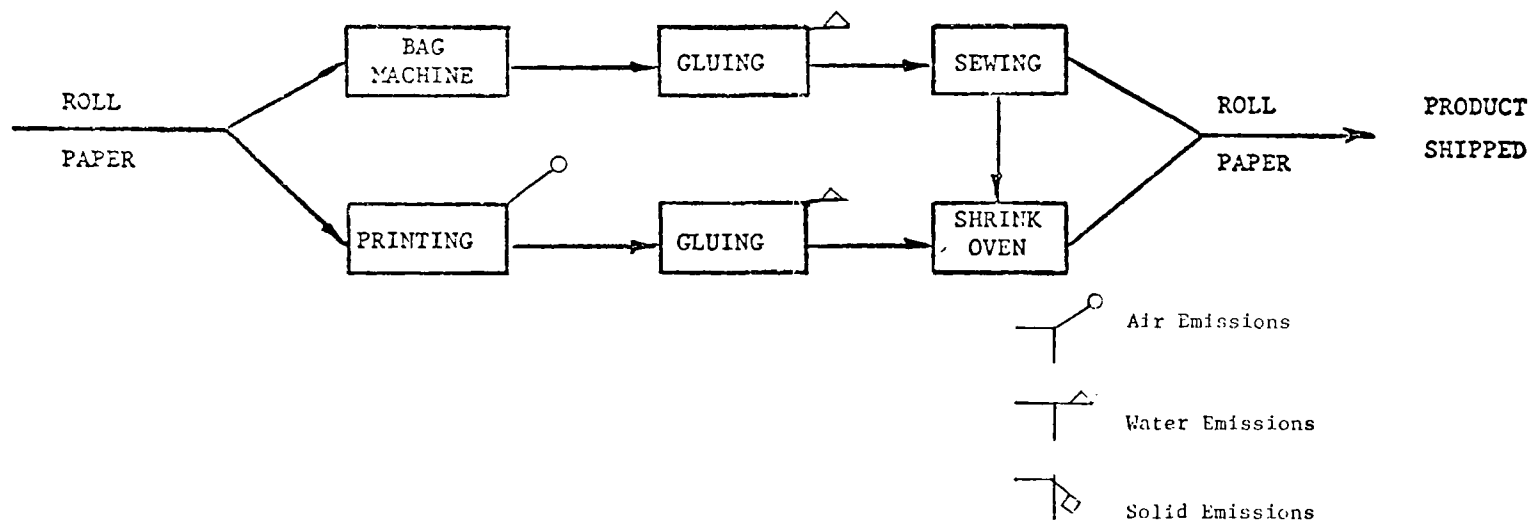 BAG
MACHINE
GLUING
SEWING
ROLL
PAPER
ROLL
PAPER
PRODUCT
SHIPPED
PRINTING
GLUING
SHRINK
OVEN
Air Emissions
Water Emissions
Solid Emissions